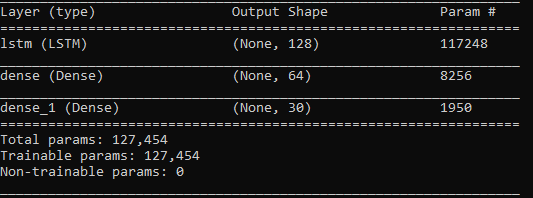 Layer (type) Output Shape Param #
=================================================================
lstm (LSTM) (None, 128) 117248
_________________________________________________________________
dense (Dense) (None, 64) 8256
_________________________________________________________________
dense_1 (Dense) (None, 30) 1950
=================================================================
Total params: 127,454
Trainable params: 127,454
Non-trainable params: 0
_________________________________________________________________